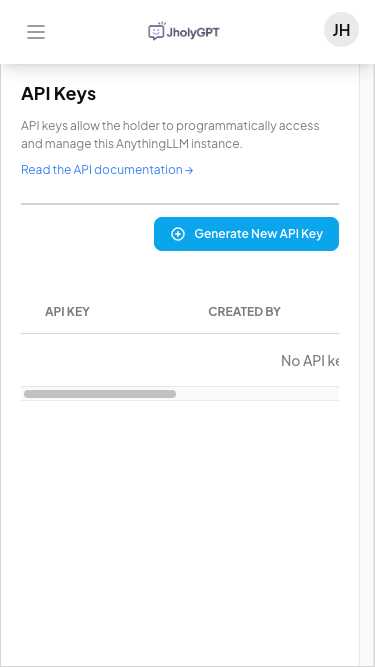 JholyGPT
JH
API Keys
API keys allow the holder to programmatically access
and manage this AnythingLLM instance.
Read the API documentation →
Generate New API Key
API KEY
CREATED BY
No API ke